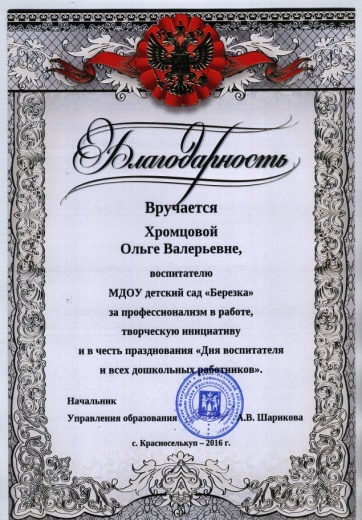 Благодарность
Вручается
Хромцовой
Ольге Валерьевне,
воспитателю
МДОУ детский сад «Березка»
за профессионализм в работе,
творческую инициативу
и в честь празднования «Дня воспитателя
и всех дошкольных работников».
Начальник
Управления образования А.В. Шарикова
с. Красноселькуп – 2016 г.